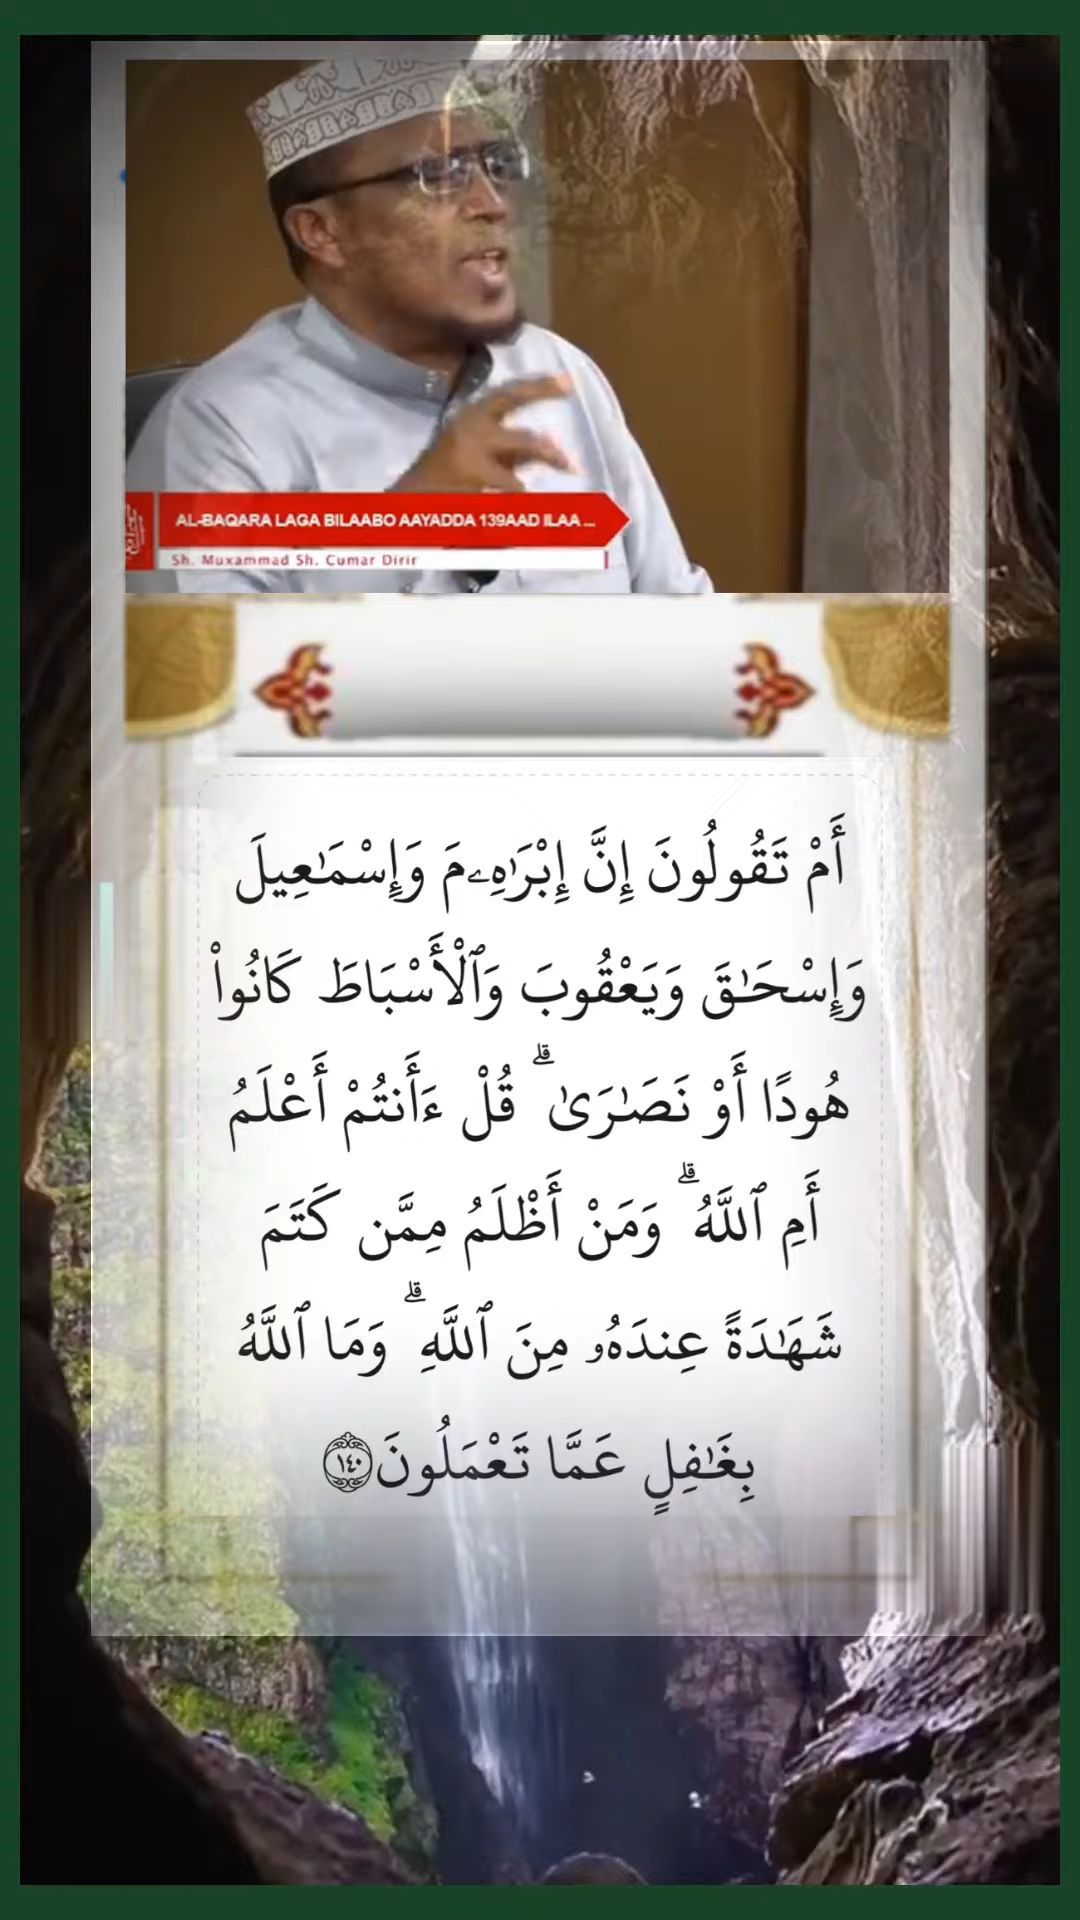 AL-BAQARA LAGA BILAABO AAYADDA 139AAD ILAA ...
Sh. Muxammad Sh. Cumar Dirir
أَمْ تَقُولُونَ إِنَّ إِبْرَٰهِـۧمَ وَإِسْمَـٰعِيلَ
وَإِسْحَـٰقَ وَيَعْقُوبَ وَٱلْأَسْبَاطَ كَانُوا۟
هُودًا أَوْ نَصَـٰرَىٰ ۗ قُلْ ءَأَنتُمْ أَعْلَمُ
أَمِ ٱللَّهُ ۗ وَمَنْ أَظْلَمُ مِمَّن كَتَمَ
شَهَـٰدَةً عِندَهُۥ مِنَ ٱللَّهِ ۗ وَمَا ٱللَّهُ
بِغَـٰفِلٍ عَمَّا تَعْمَلُونَ ١٤٠